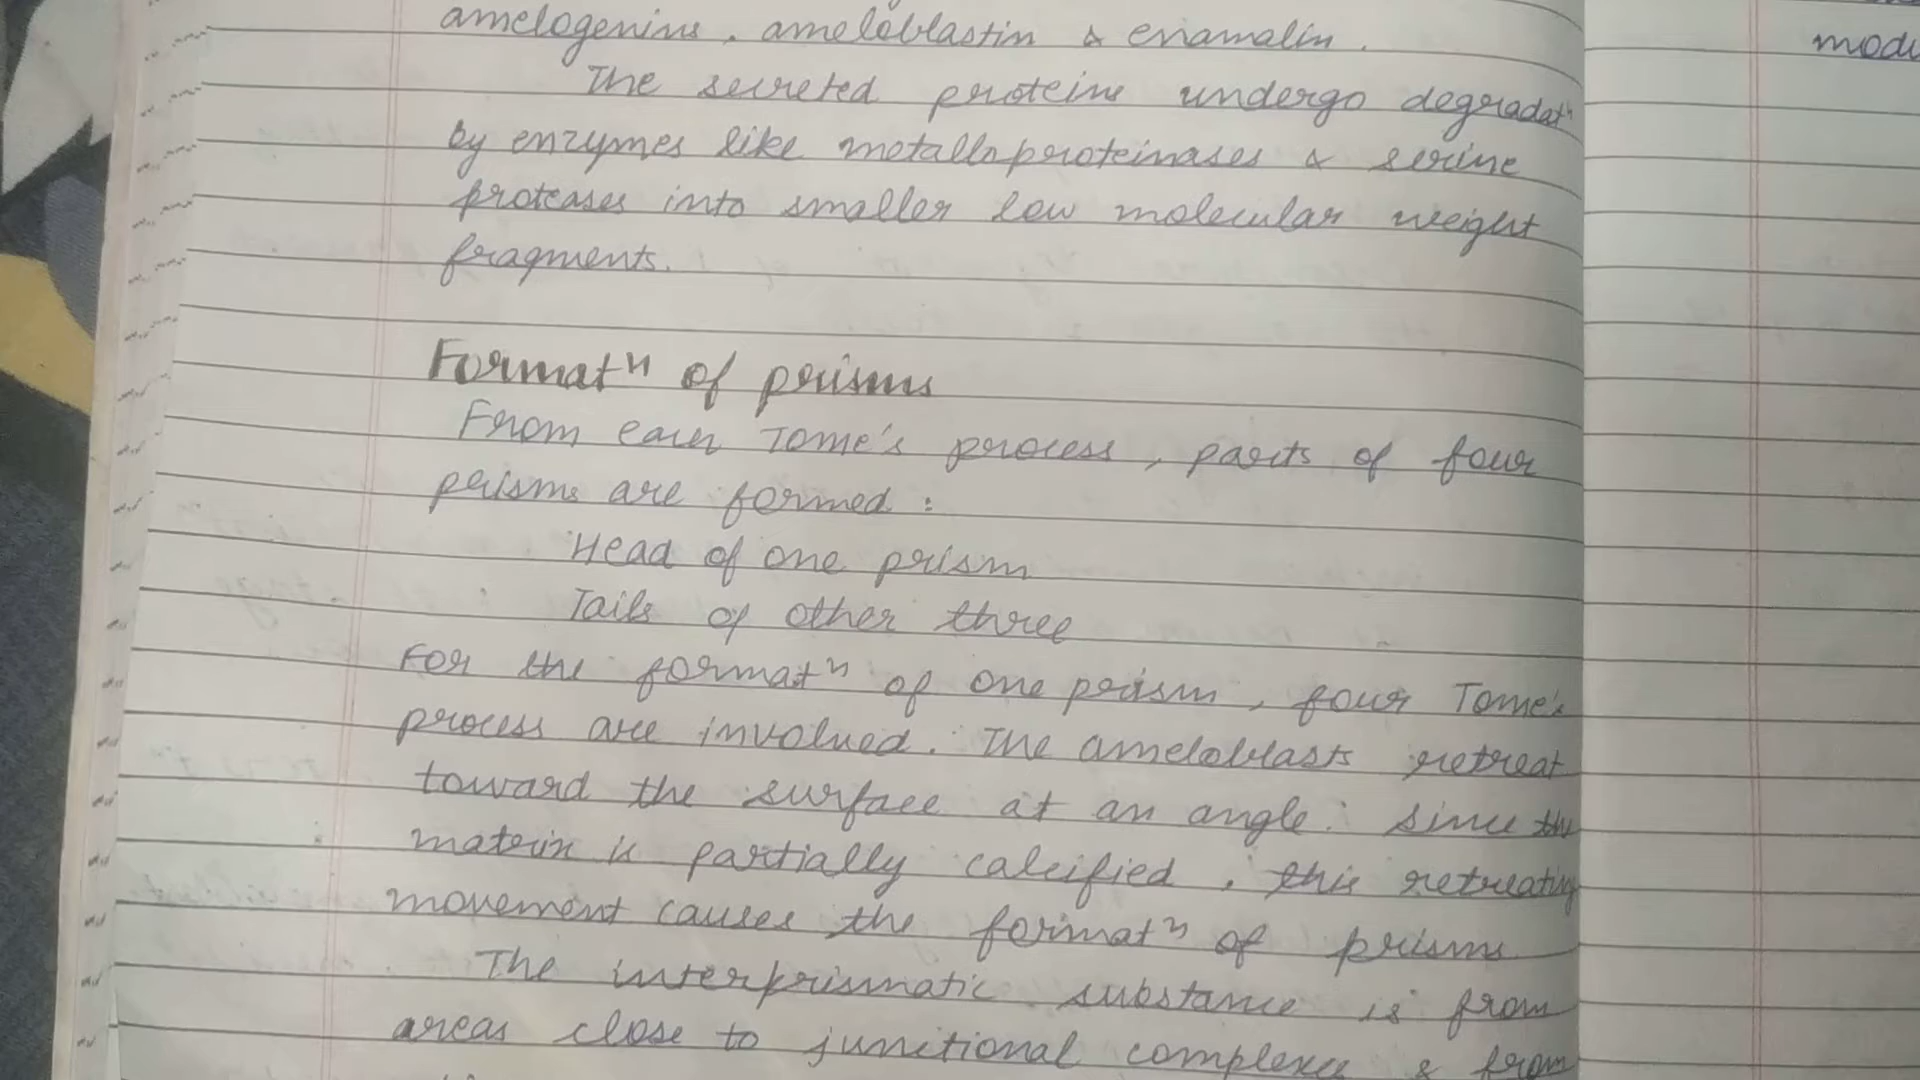 amelogenins, ameloblastin & enamalin.
The secreted proteins undergo degradatⁿ
by enzymes like metalloproteinases & serine
proteases into smaller low molecular weight
fragments.
Formatⁿ of prisms
From each Tome's process, parts of four
prisms are formed :
Head of one prism
Tails of other three
For the formatⁿ of one prism, four Tome's
process are involved. The ameloblasts retreat
toward the surface at an angle. Since the
matrix is partially calcified, this retreating
movement causes the formatⁿ of prisms
The interprismatic substance is from
areas close to junctional complexes & from